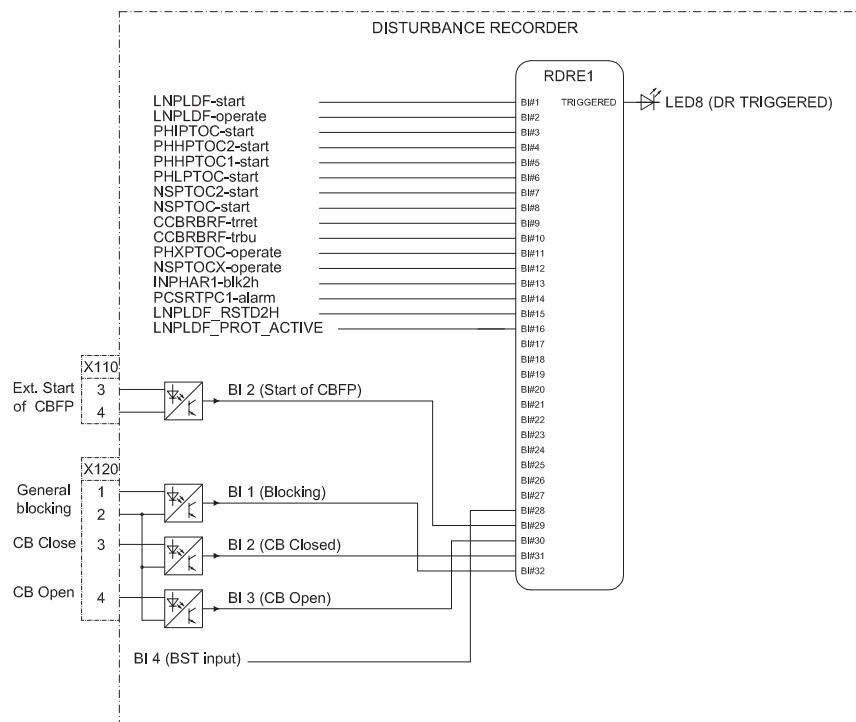 DISTURBANCE RECORDER
RDRE1
LNPLDF-start BI#1 TRIGGERED LED8 (DR TRIGGERED)
LNPLDF-operate BI#2
PHIPTOC-start BI#3
PHHPTOC2-start BI#4
PHHPTOC1-start BI#5
PHLPTOC-start BI#6
NSPTOC2-start BI#7
NSPTOC-start BI#8
CCBRBRF-trret BI#9
CCBRBRF-trbu BI#10
PHXPTOC-operate BI#11
NSPTOCX-operate BI#12
INPHAR1-blk2h BI#13
PCSRTPC1-alarm BI#14
LNPLDF_RSTD2H BI#15
LNPLDF_PROT_ACTIVE BI#16
BI#17
BI#18
BI#19
BI#20
BI#21
BI#22
BI#23
BI#24
BI#25
BI#26
BI#27
BI#28
BI#29
BI#30
BI#31
BI#32
X110
Ext. Start 3 BI 2 (Start of CBFP)
of CBFP 4
X120
General 1 BI 1 (Blocking)
blocking 2
CB Close 3 BI 2 (CB Closed)
CB Open 4 BI 3 (CB Open)
BI 4 (BST input)